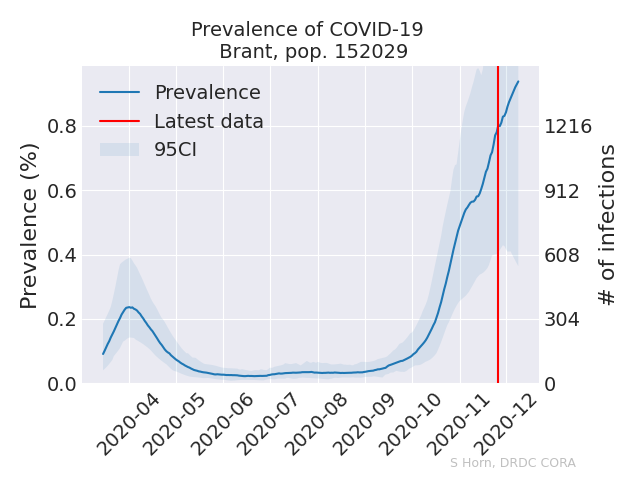 Prevalence of COVID-19
Brant, pop. 152029
Prevalence
Latest data
95CI
Prevalence (%)
0.8
0.6
0.4
0.2
0.0
1216
912
608
304
0
# of infections
2020-04
2020-05
2020-06
2020-07
2020-08
2020-09
2020-10
2020-11
2020-12
S Horn, DRDC CORA